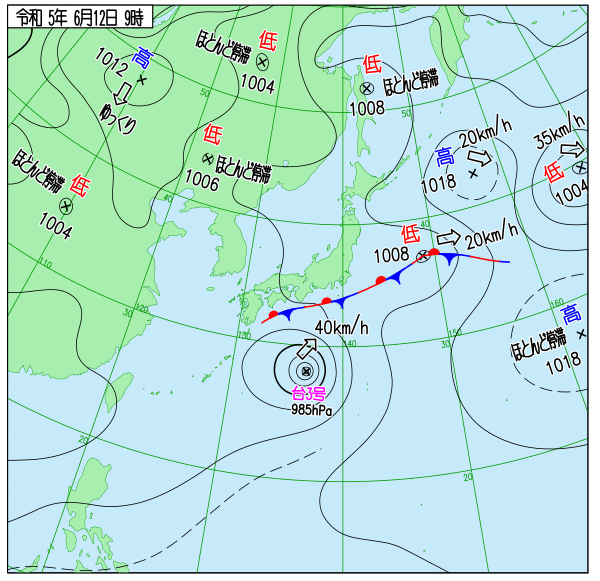 令和 5年 6月12日 9時
高
1012
ゆっくり
低
ほとんど停滞
1004
低
ほとんど停滞
1008
50
50
低
ほとんど停滞
1006
高
20km/h
1018
35km/h
低
1004
ほとんど停滞
低
1004
40
40
低
1008
20km/h
110
30
120
130
140
30
150
160
高
ほとんど停滞
1018
40km/h
台3号
985hPa
20
20